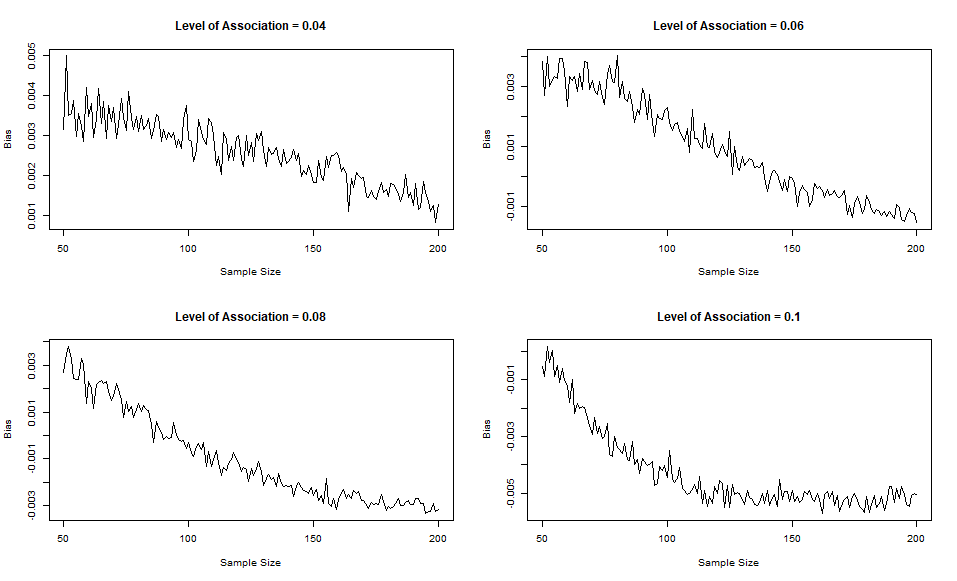 Level of Association = 0.04
Bias
0.005
0.004
0.003
0.002
0.001
50 100 150 200
Sample Size
Level of Association = 0.06
Bias
0.003
0.001
-0.001
50 100 150 200
Sample Size
Level of Association = 0.08
Bias
0.003
0.001
-0.001
-0.003
50 100 150 200
Sample Size
Level of Association = 0.1
Bias
-0.001
-0.003
-0.005
50 100 150 200
Sample Size